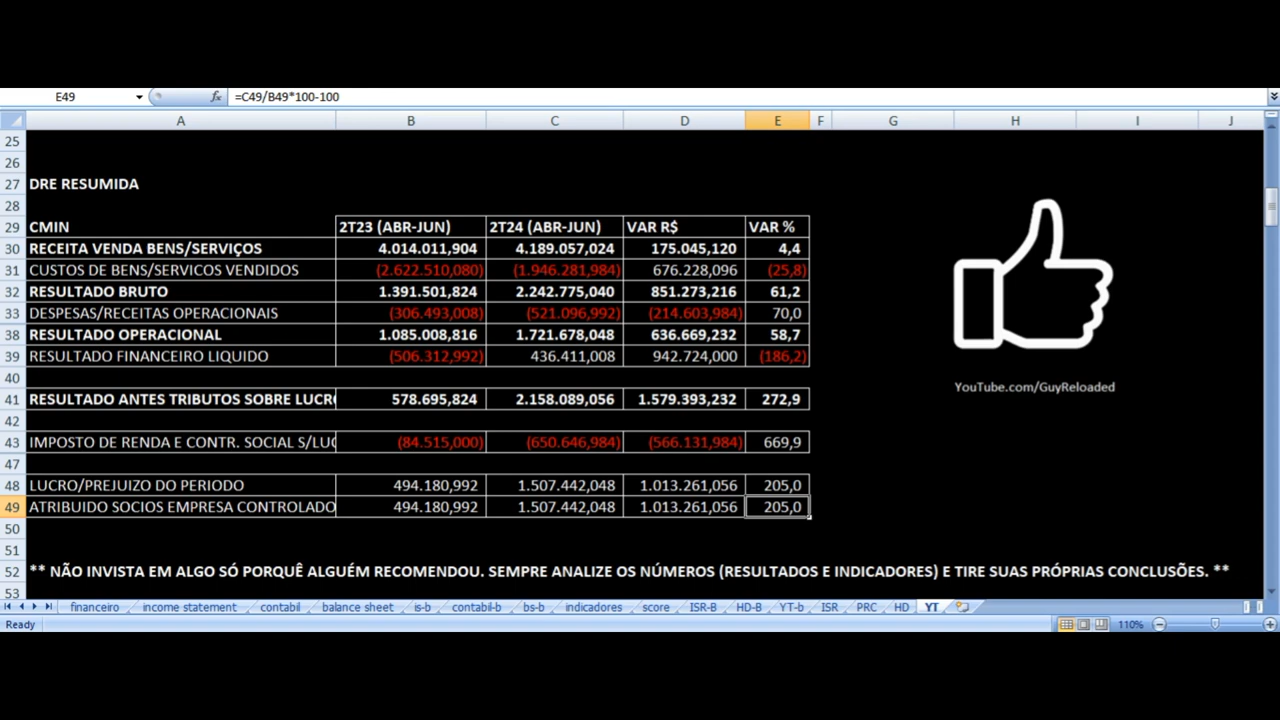 E49 fx =C49/B49*100-100
A B C D E F G H I J
25
26
27 DRE RESUMIDA
28
29 CMIN 2T23 (ABR-JUN) 2T24 (ABR-JUN) VAR R$ VAR %
30 RECEITA VENDA BENS/SERVIÇOS 4.014.011,904 4.189.057,024 175.045,120 4,4
31 CUSTOS DE BENS/SERVICOS VENDIDOS (2.622.510,080) (1.946.281,984) 676.228,096 (25,8)
32 RESULTADO BRUTO 1.391.501,824 2.242.775,040 851.273,216 61,2
33 DESPESAS/RECEITAS OPERACIONAIS (306.493,008) (521.096,992) (214.603,984) 70,0
38 RESULTADO OPERACIONAL 1.085.008,816 1.721.678,048 636.669,232 58,7
39 RESULTADO FINANCEIRO LIQUIDO (506.312,992) 436.411,008 942.724,000 (186,2)
40
YouTube.com/GuyReloaded
41 RESULTADO ANTES TRIBUTOS SOBRE LUCRO 578.695,824 2.158.089,056 1.579.393,232 272,9
42
43 IMPOSTO DE RENDA E CONTR. SOCIAL S/LUC (84.515,000) (650.646,984) (566.131,984) 669,9
47
48 LUCRO/PREJUIZO DO PERIODO 494.180,992 1.507.442,048 1.013.261,056 205,0
49 ATRIBUIDO SOCIOS EMPRESA CONTROLADO 494.180,992 1.507.442,048 1.013.261,056 205,0
50
51
52 ** NÃO INVISTA EM ALGO SÓ PORQUÊ ALGUÉM RECOMENDOU. SEMPRE ANALIZE OS NÚMEROS (RESULTADOS E INDICADORES) E TIRE SUAS PRÓPRIAS CONCLUSÕES. **
53
financeiro income statement contabil balance sheet is-b contabil-b bs-b indicadores score ISR-B HD-B YT-b ISR PRC HD YT
Ready 110%